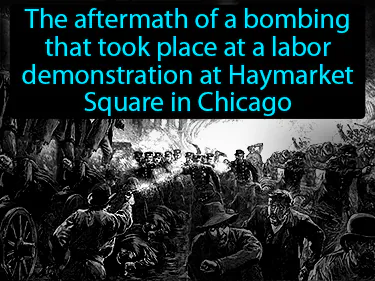 The aftermath of a bombing
that took place at a labor
demonstration at Haymarket
Square in Chicago